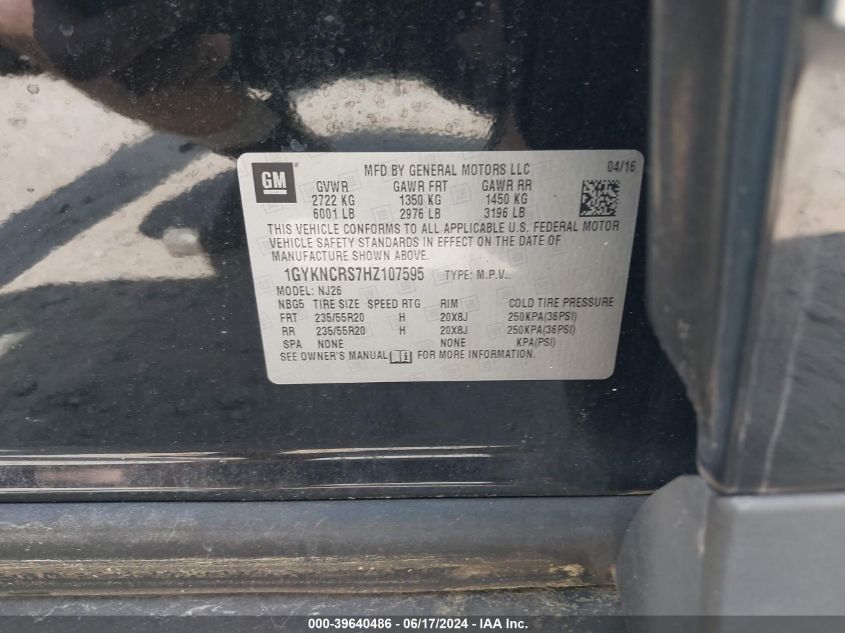 GM
MFD BY GENERAL MOTORS LLC 04/16
GVWR GAWR FRT GAWR RR
2722 KG 1350 KG 1450 KG
6001 LB 2976 LB 3196 LB
THIS VEHICLE CONFORMS TO ALL APPLICABLE U.S. FEDERAL MOTOR
VEHICLE SAFETY STANDARDS IN EFFECT ON THE DATE OF
MANUFACTURE SHOWN ABOVE.
1GYKNCRS7HZ107595 TYPE: M.P.V.
MODEL: NJ26
NBG5 TIRE SIZE SPEED RTG RIM COLD TIRE PRESSURE
FRT 235/55R20 H 20X8J 250KPA(36PSI)
RR 235/55R20 H 20X8J 250KPA(36PSI)
SPA NONE NONE KPA(PSI)
SEE OWNER'S MANUAL FOR MORE INFORMATION.
000-39640486 - 06/17/2024 - IAAI.com